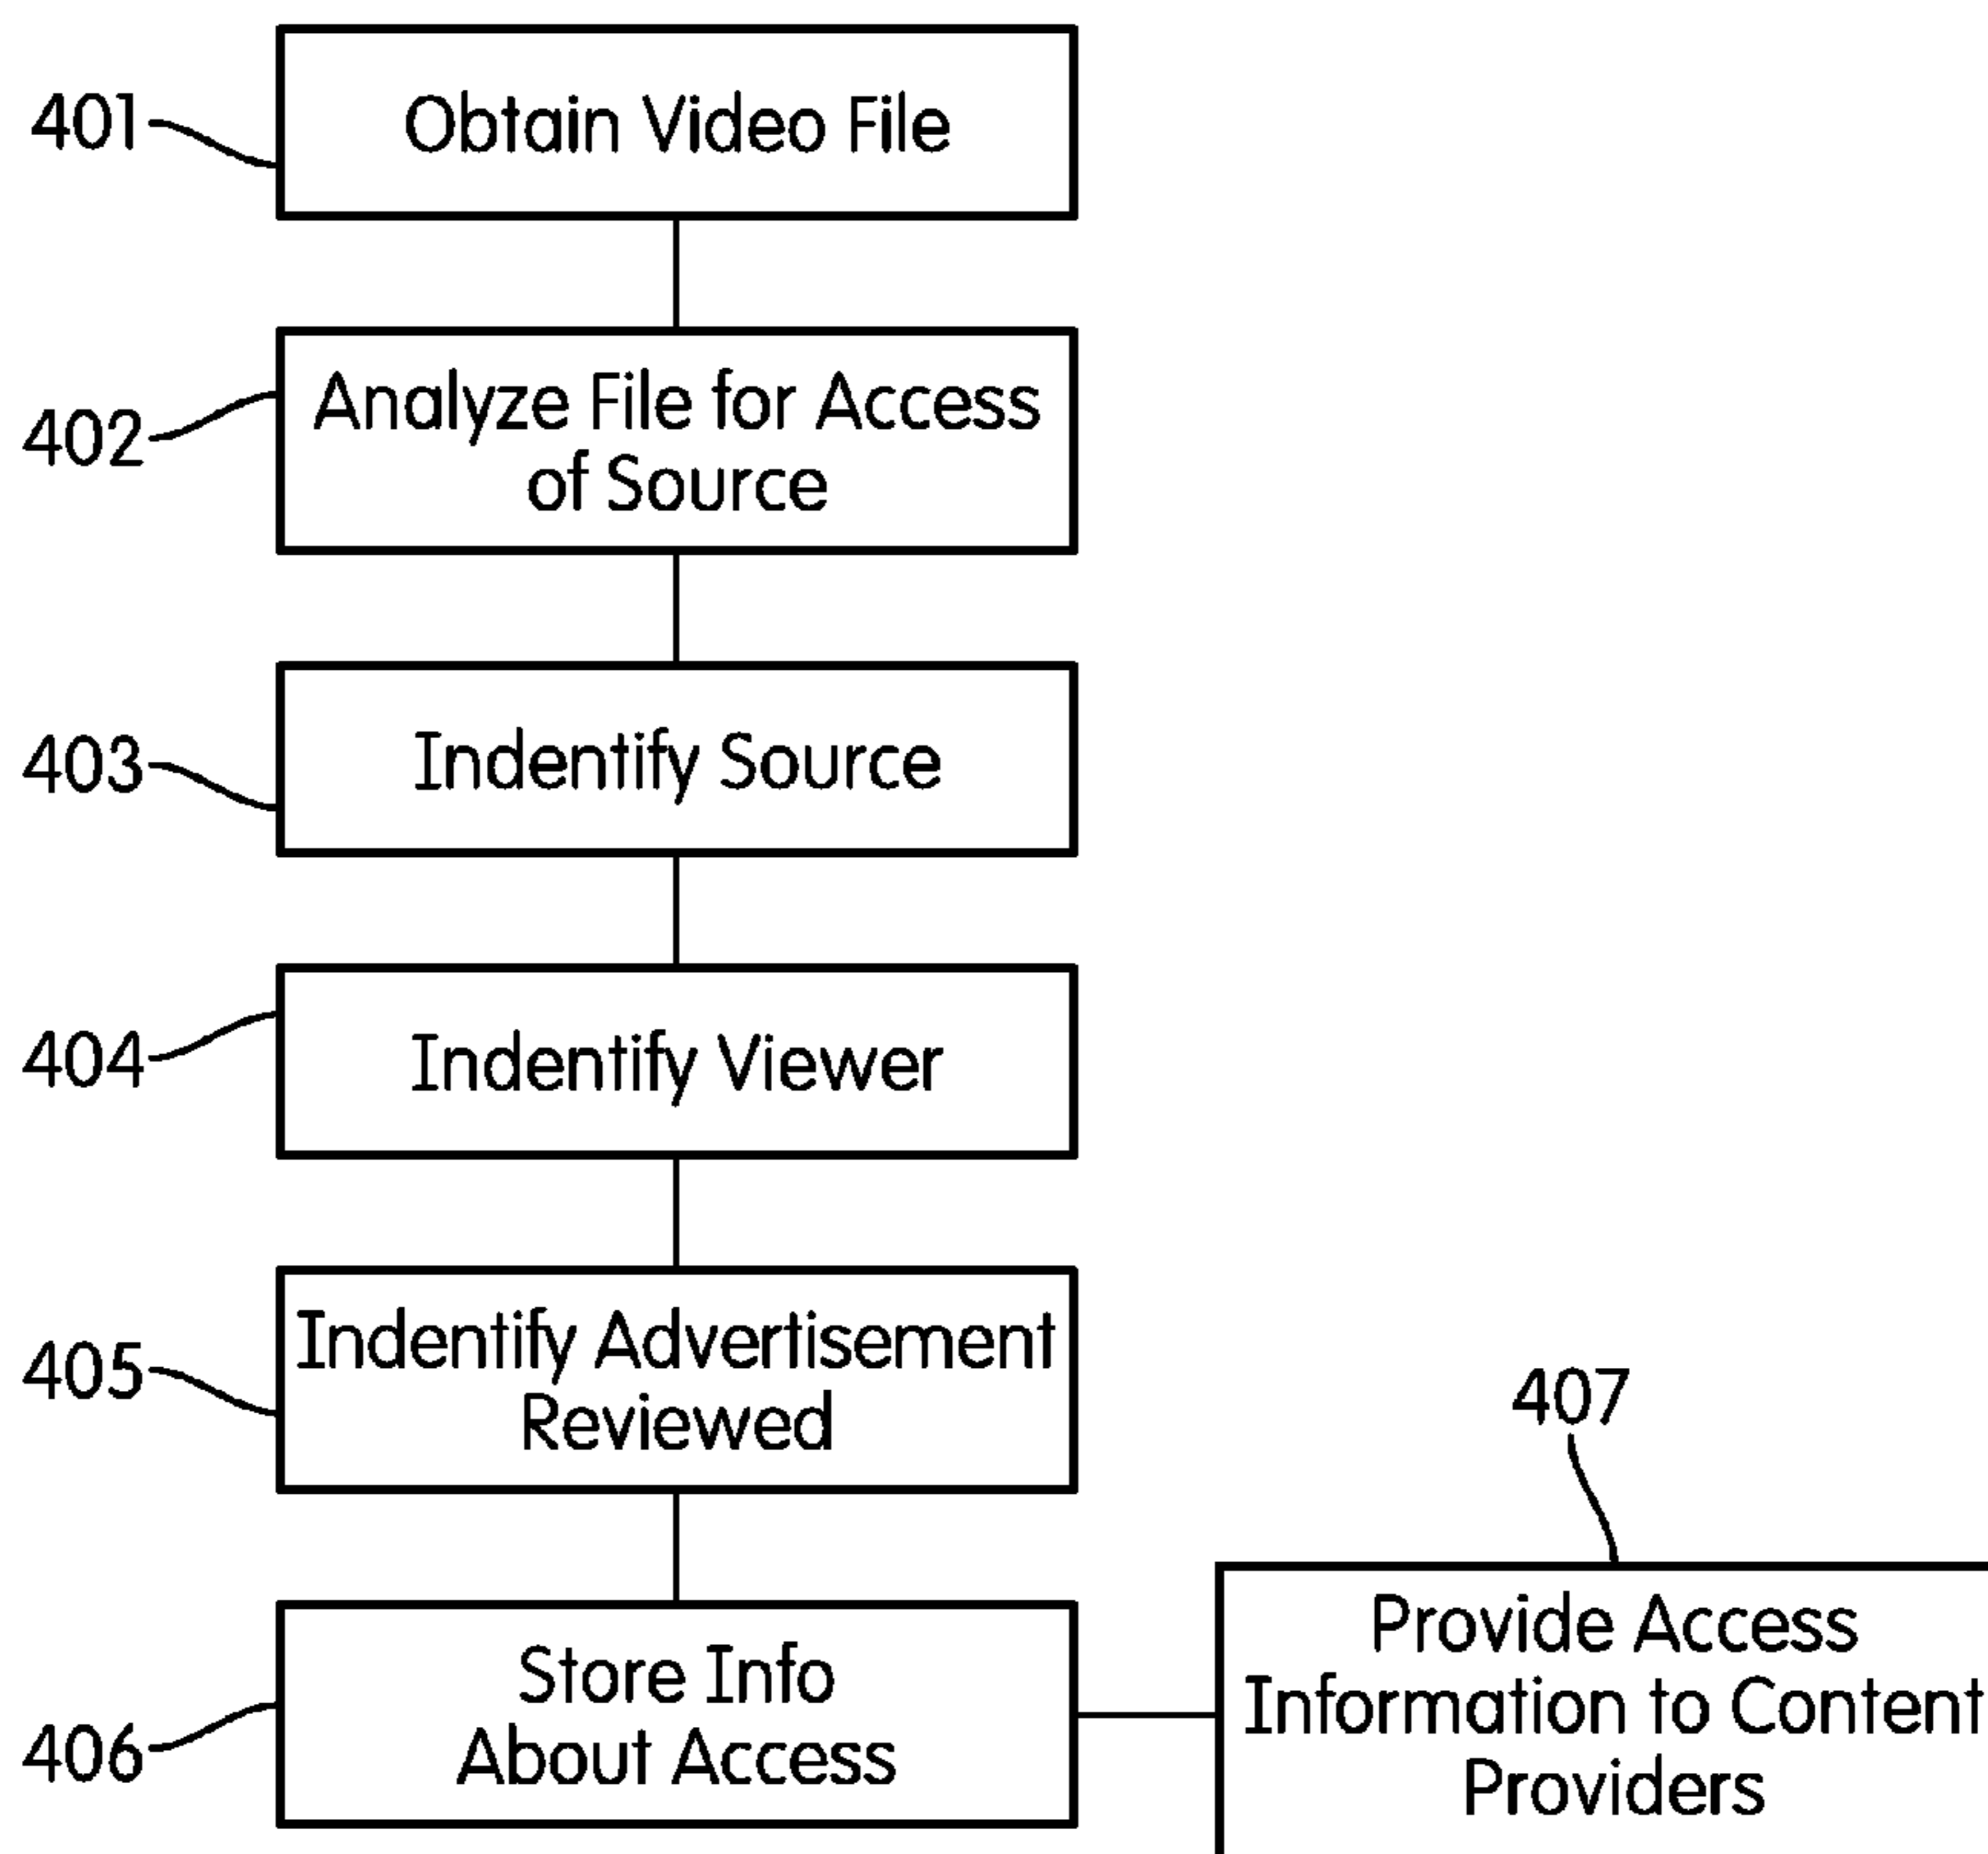 401
Obtain Video File
402
Analyze File for Access
of Source
403
Indentify Source
404
Indentify Viewer
405
Indentify Advertisement
Reviewed
406
Store Info
About Access
407
Provide Access
Information to Content
Providers